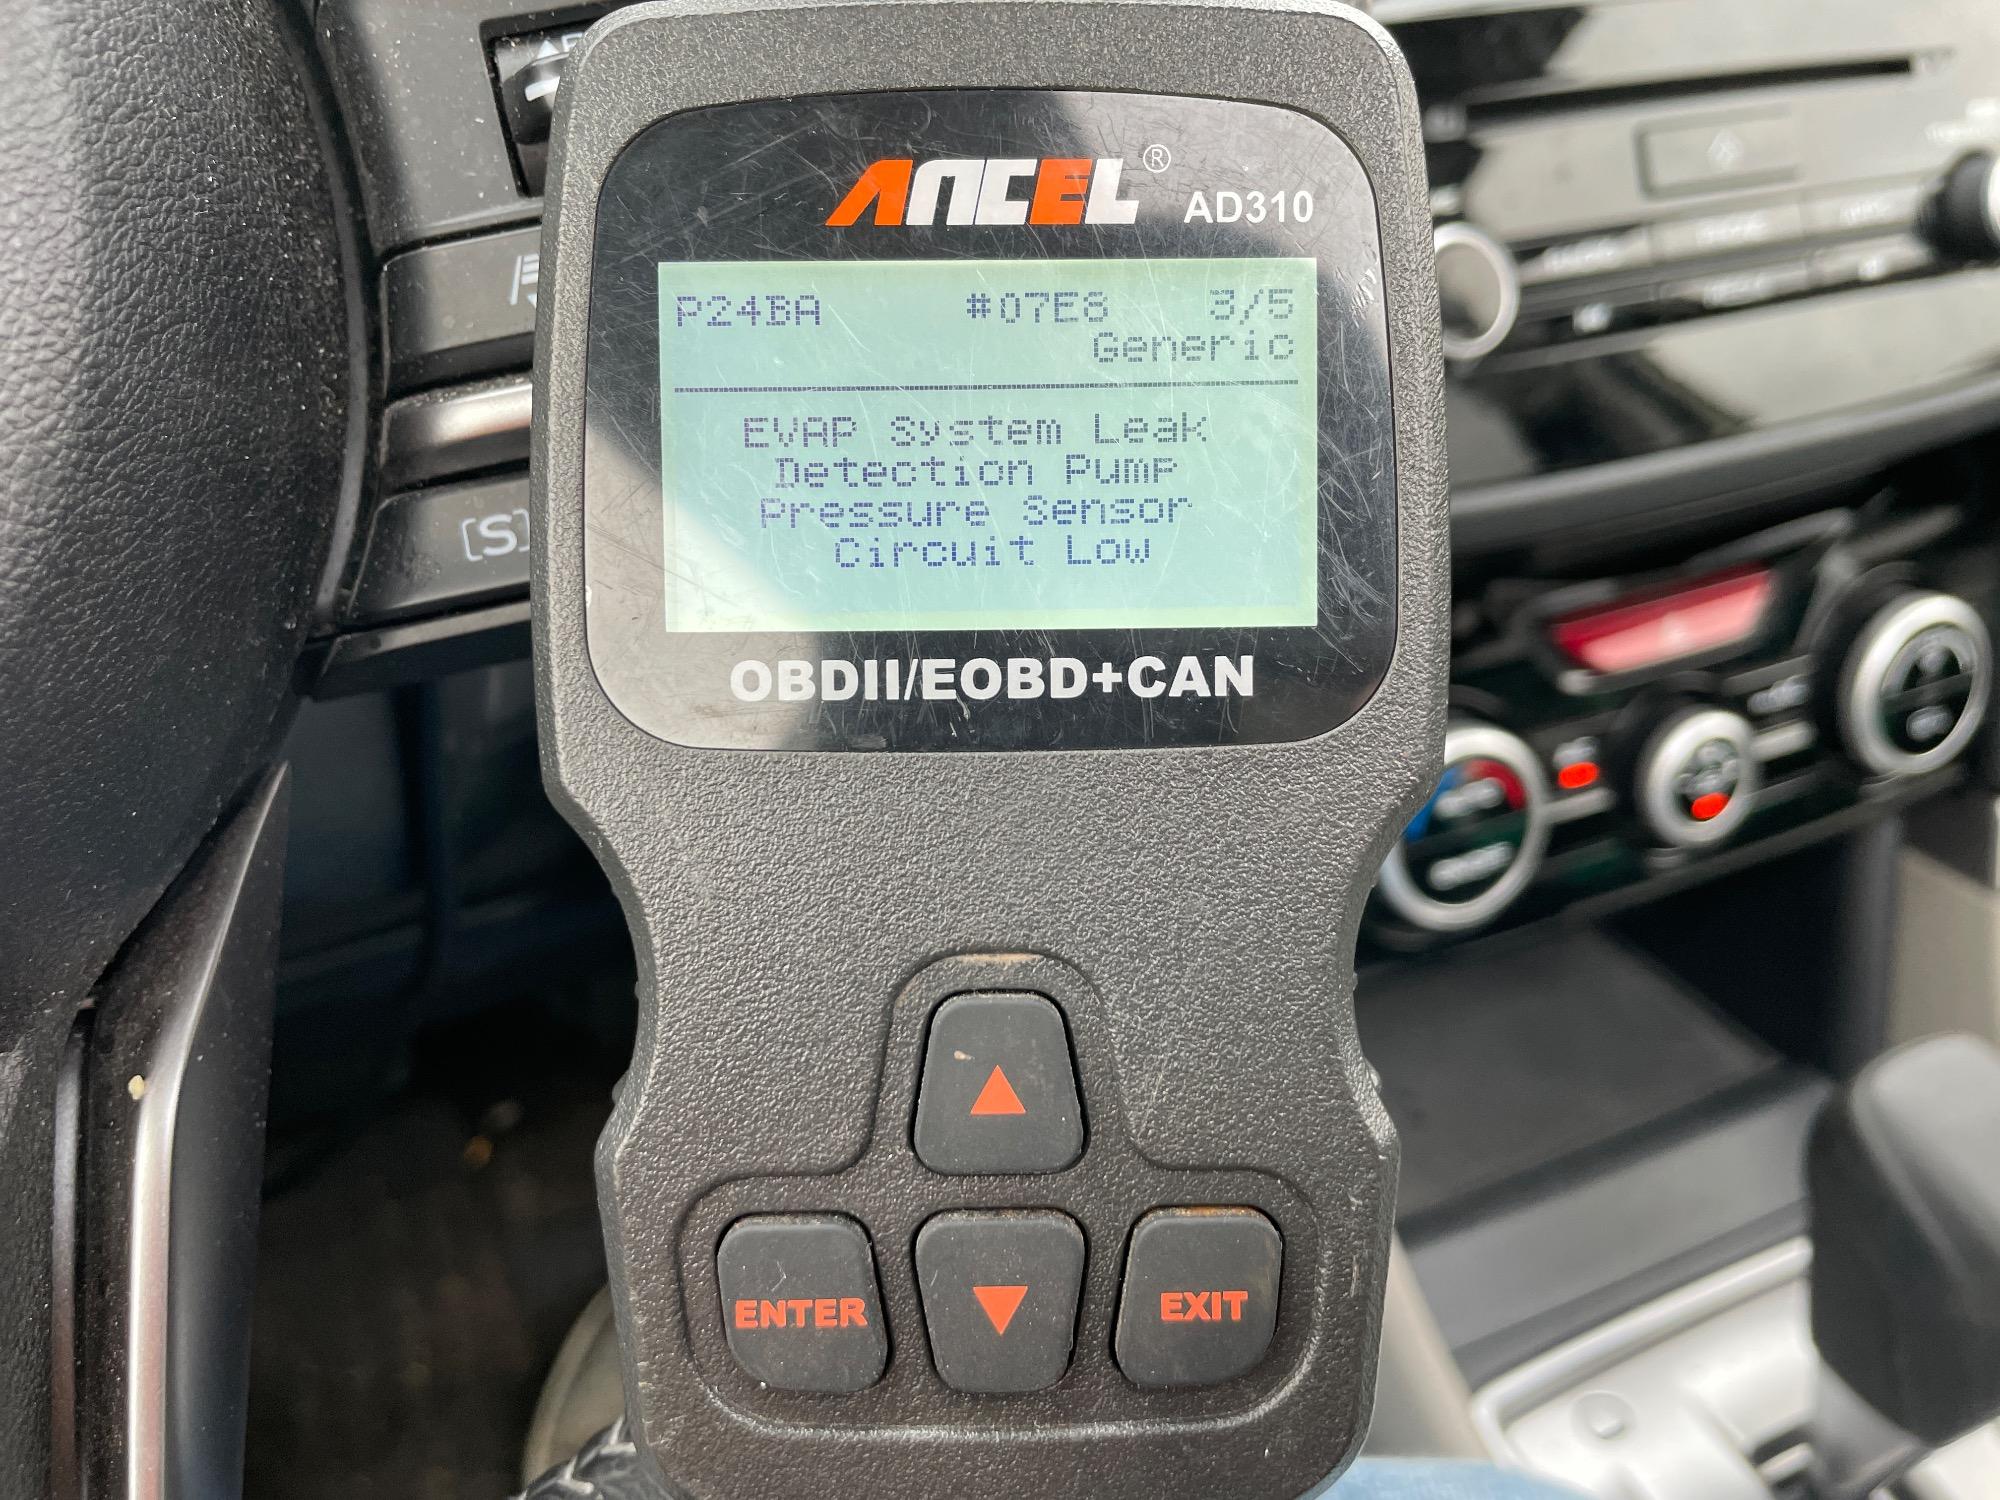 ANCEL® AD310
P24BA #07E8 3/5
Generic
EVAP System Leak
Detection Pump
Pressure Sensor
Circuit Low
OBDII/EOBD+CAN
[S]
ENTER
EXIT